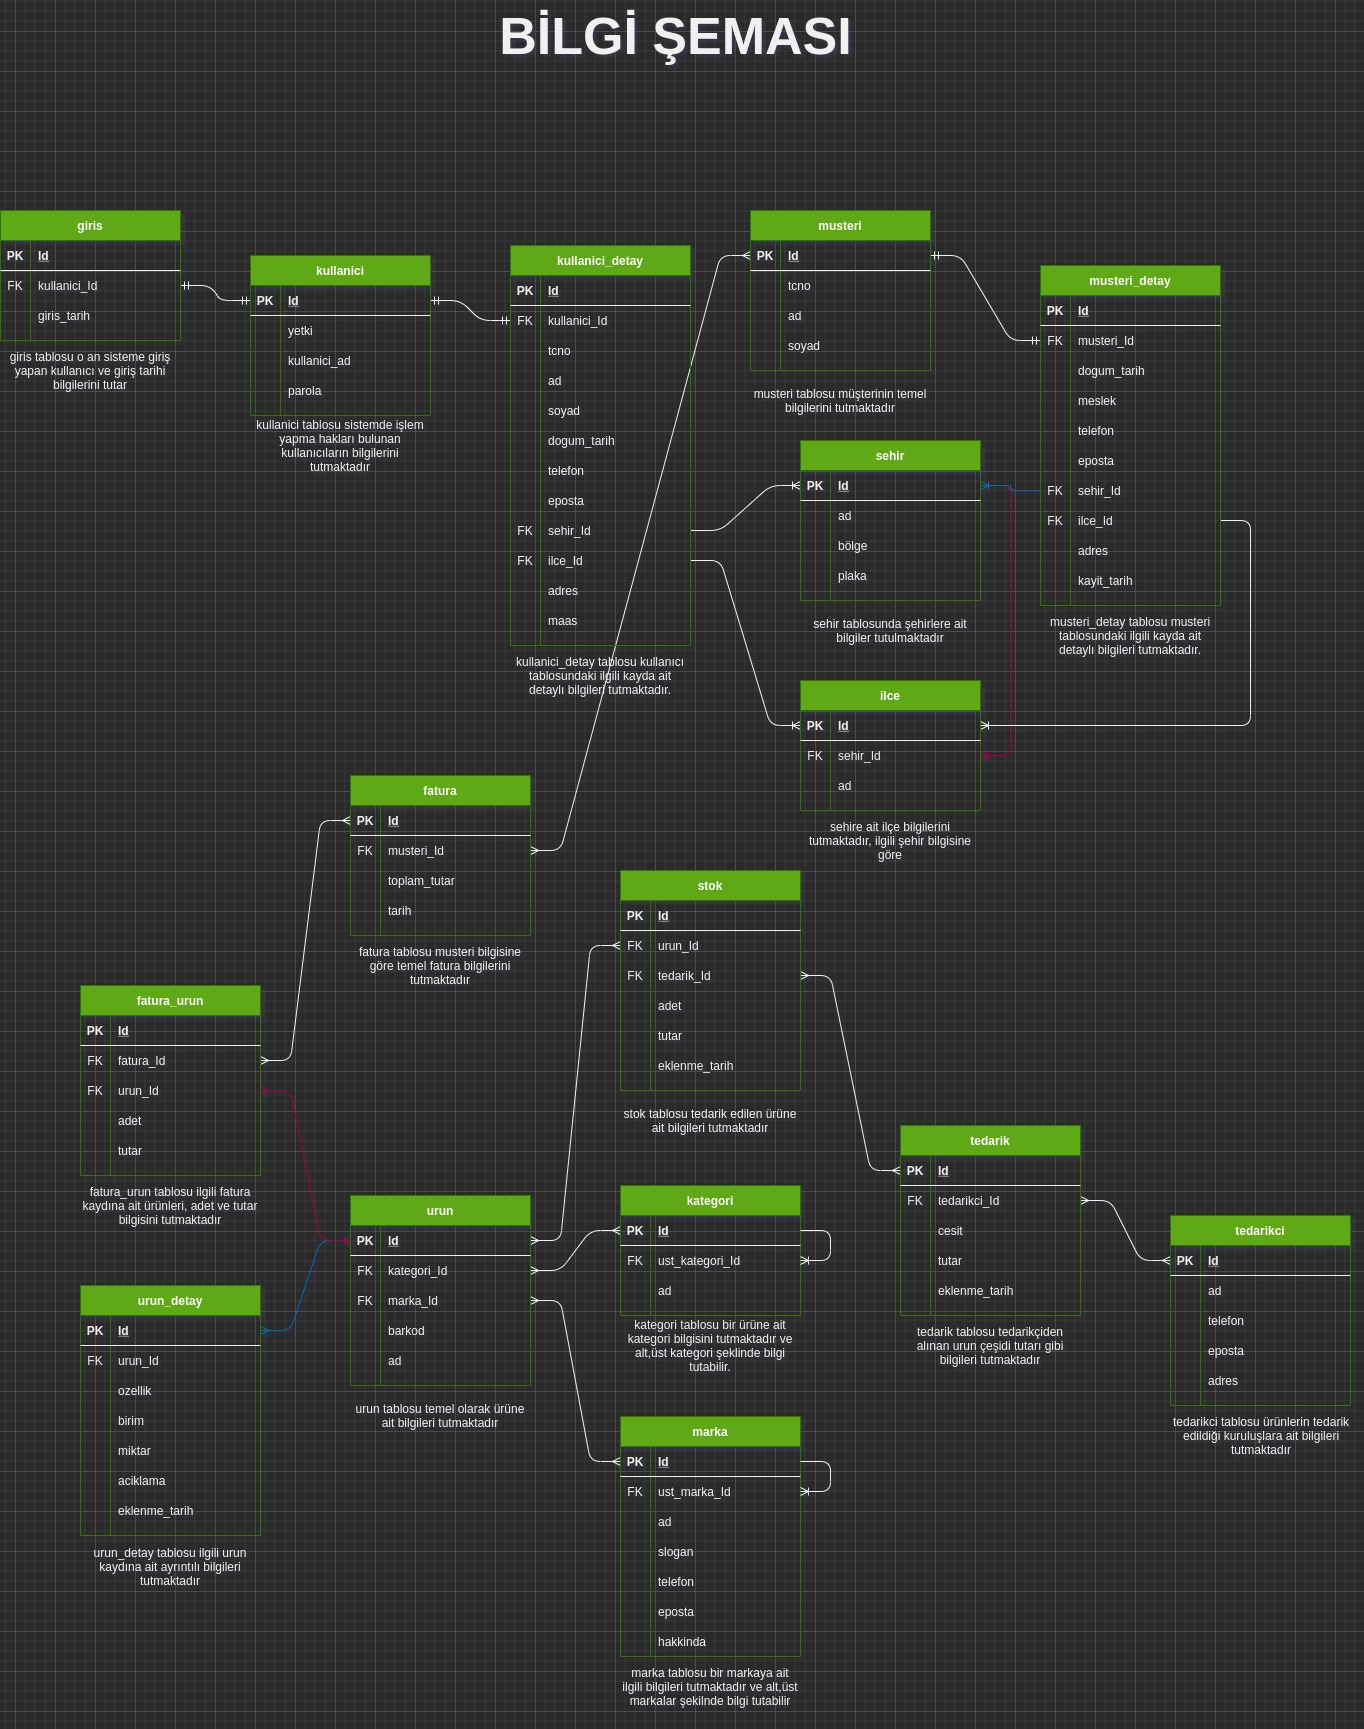 BİLGİ ŞEMASI
giris
PK Id
FK kullanici_Id
giris_tarih
giris tablosu o an sisteme giriş
yapan kullanıcı ve giriş tarihi
bilgilerini tutar
kullanici
PK Id
yetki
kullanici_ad
parola
kullanici tablosu sistemde işlem
yapma hakları bulunan
kullanıcıların bilgilerini
tutmaktadır
kullanici_detay
PK Id
FK kullanici_Id
tcno
ad
soyad
dogum_tarih
telefon
eposta
FK sehir_Id
FK ilce_Id
adres
maas
kullanici_detay tablosu kullanıcı
tablosundaki ilgili kayda ait
detaylı bilgileri tutmaktadır.
musteri
PK Id
tcno
ad
soyad
musteri tablosu müşterinin temel
bilgilerini tutmaktadır
musteri_detay
PK Id
FK musteri_Id
dogum_tarih
meslek
telefon
eposta
FK sehir_Id
FK ilce_Id
adres
kayit_tarih
musteri_detay tablosu musteri
tablosundaki ilgili kayda ait
detaylı bilgileri tutmaktadır.
sehir
PK Id
ad
bölge
plaka
sehir tablosunda şehirlere ait
bilgiler tutulmaktadır
ilce
PK Id
FK sehir_Id
ad
sehire ait ilçe bilgilerini
tutmaktadır, ilgili şehir bilgisine
göre
fatura
PK Id
FK musteri_Id
toplam_tutar
tarih
fatura tablosu musteri bilgisine
göre temel fatura bilgilerini
tutmaktadır
stok
PK Id
FK urun_Id
FK tedarik_Id
adet
tutar
eklenme_tarih
stok tablosu tedarik edilen ürüne
ait bilgileri tutmaktadır
fatura_urun
PK Id
FK fatura_Id
FK urun_Id
adet
tutar
fatura_urun tablosu ilgili fatura
kaydına ait ürünleri, adet ve tutar
bilgisini tutmaktadır
urun
PK Id
FK kategori_Id
FK marka_Id
barkod
ad
urun tablosu temel olarak ürüne
ait bilgileri tutmaktadır
kategori
PK Id
FK ust_kategori_Id
ad
kategori tablosu bir ürüne ait
kategori bilgisini tutmaktadır ve
alt,üst kategori şeklinde bilgi
tutabilir.
tedarik
PK Id
FK tedarikci_Id
cesit
tutar
eklenme_tarih
tedarik tablosu tedarikçiden
alınan urun çeşidi tutarı gibi
bilgileri tutmaktadır
tedarikci
PK Id
ad
telefon
eposta
adres
tedarikci tablosu ürünlerin tedarik
edildiği kuruluşlara ait bilgileri
tutmaktadır
urun_detay
PK Id
FK urun_Id
ozellik
birim
miktar
aciklama
eklenme_tarih
urun_detay tablosu ilgili urun
kaydına ait ayrıntılı bilgileri
tutmaktadır
marka
PK Id
FK ust_marka_Id
ad
slogan
telefon
eposta
hakkinda
marka tablosu bir markaya ait
ilgili bilgileri tutmaktadır ve alt,üst
markalar şekilnde bilgi tutabilir